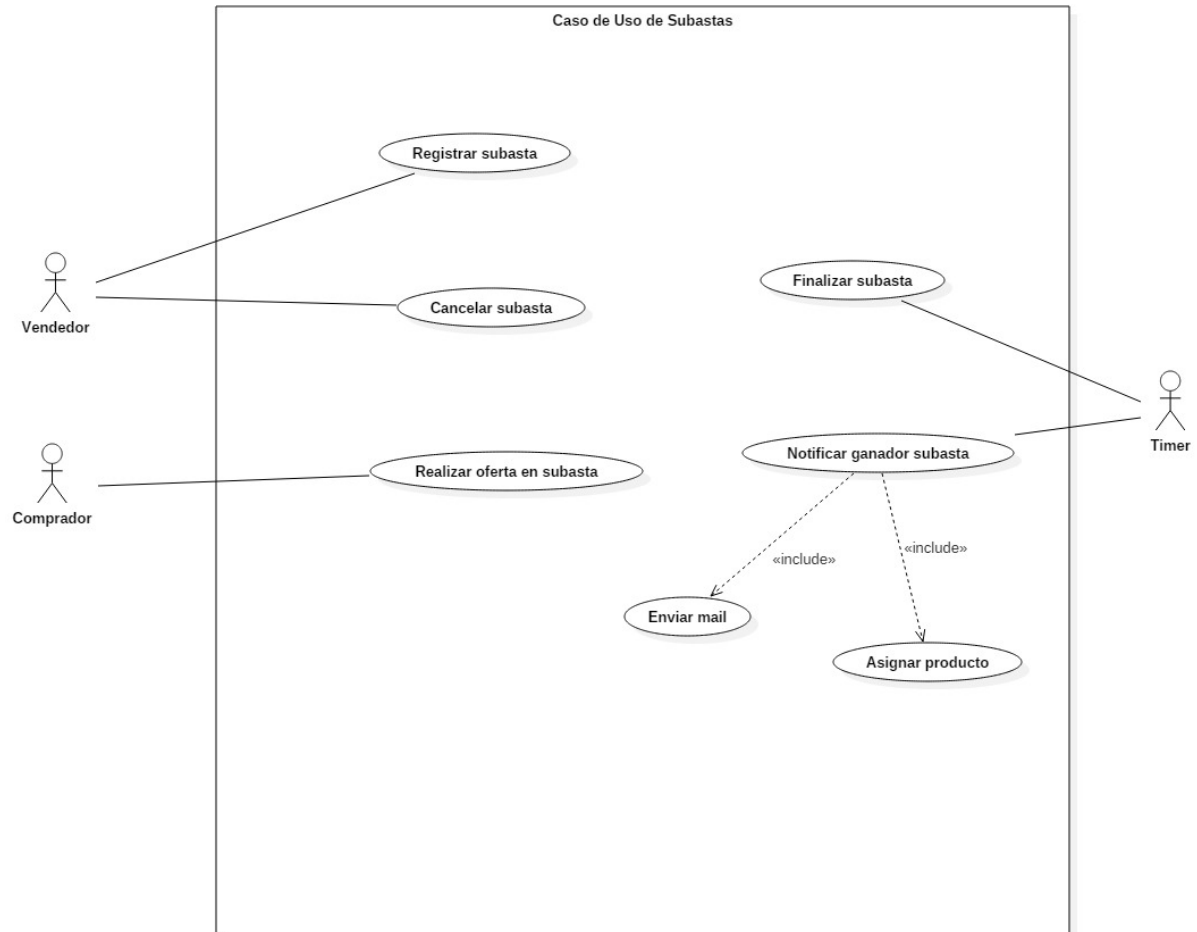 Caso de Uso de Subastas
Registrar subasta
Vendedor
Cancelar subasta
Finalizar subasta
Comprador
Realizar oferta en subasta
Notificar ganador subasta
Timer
«include»
«include»
Enviar mail
Asignar producto